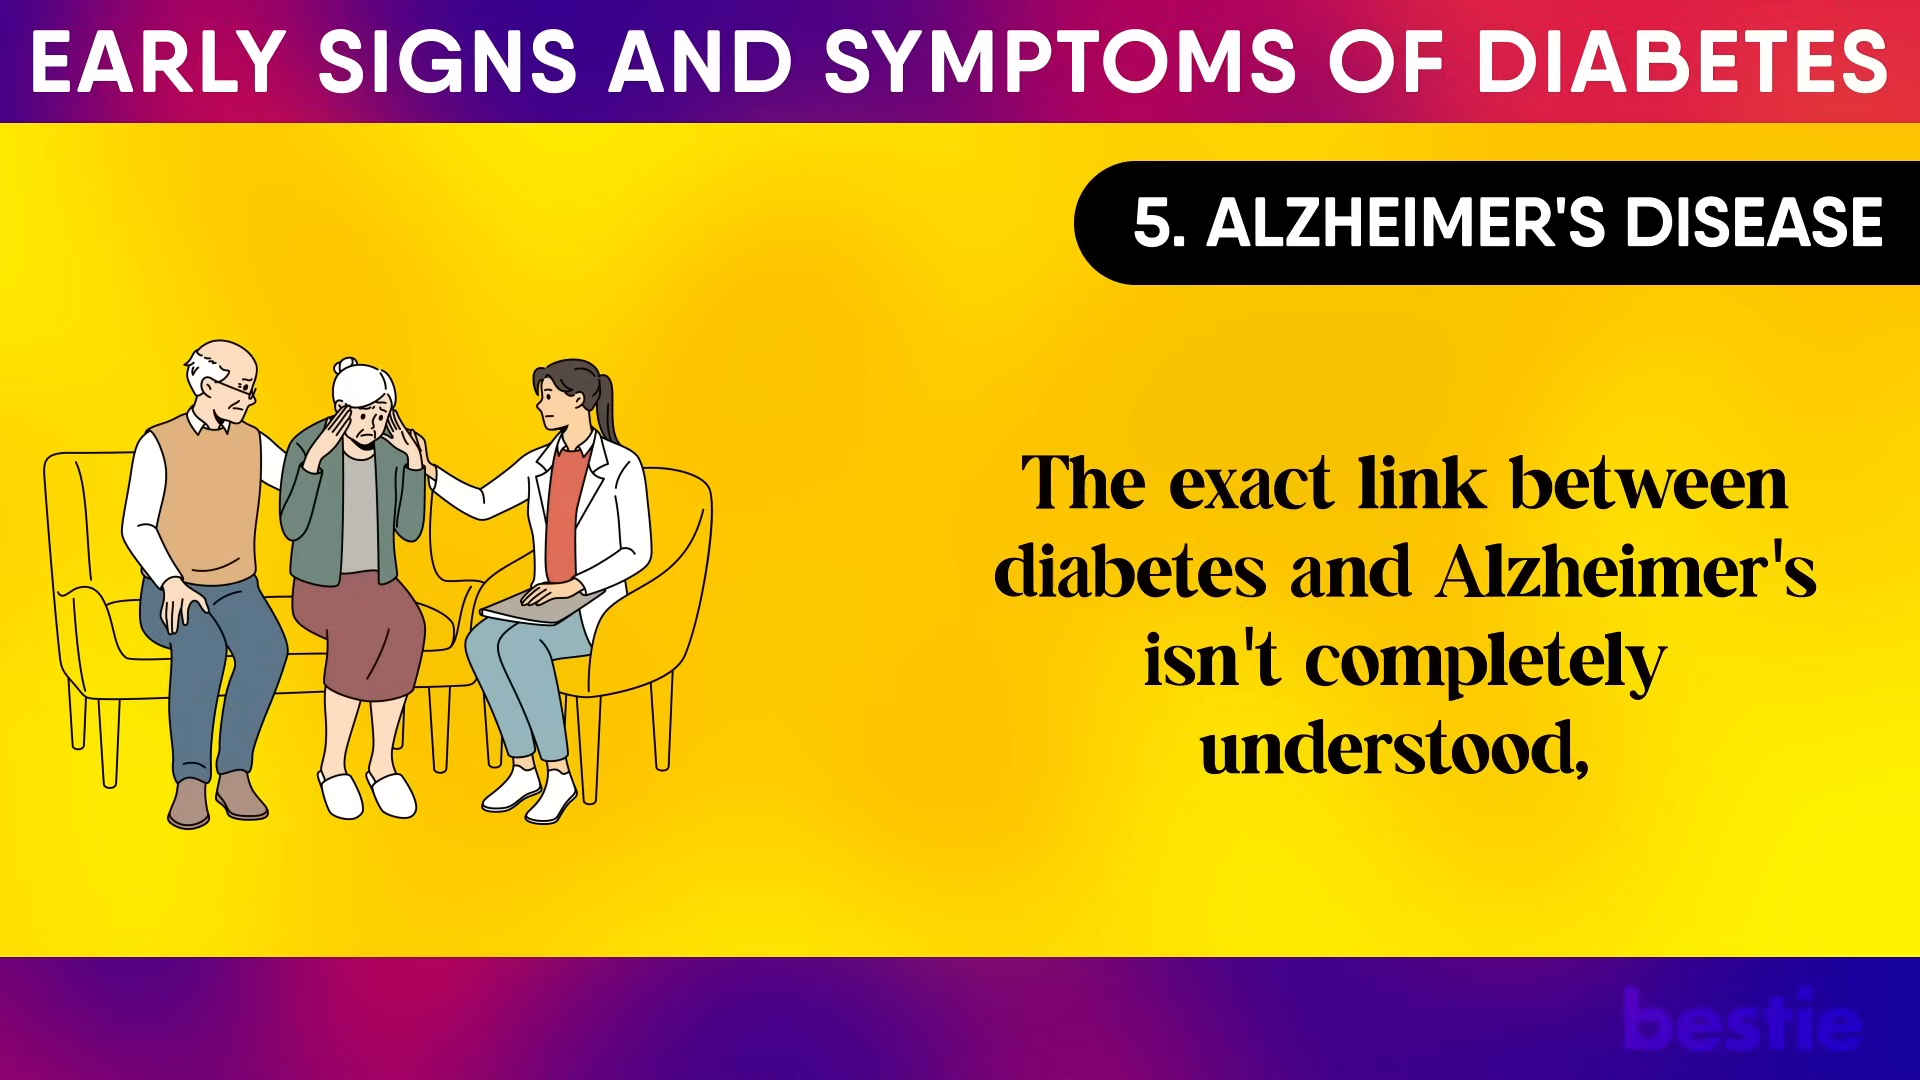 EARLY SIGNS AND SYMPTOMS OF DIABETES
5. ALZHEIMER'S DISEASE
The exact link between
diabetes and Alzheimer's
isn't completely
understood,
bestie